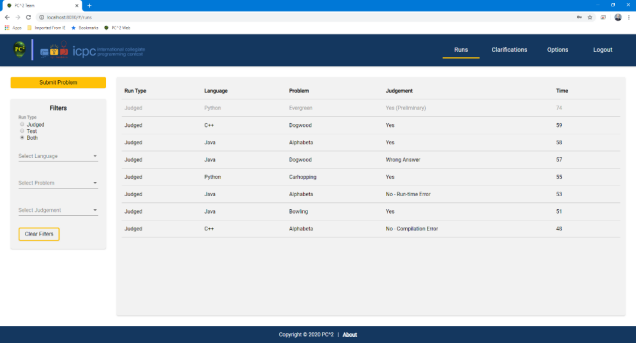 PC^2 Team
Apps Imported From IE Bookmarks PC^2 Web
PC^2 icpc international collegiate programming contest
Runs Clarifications Options Logout
Submit Problem
Filters
Run Type
Judged
Test
Both
Select Language
Select Problem
Select Judgement
Clear Filters
Run Type Language Problem Judgement Time
Judged Python Evergreen Yes (Preliminary)
Judged C++ Dogwood Yes 59
Judged Java Alphabets Yes 58
Judged Java Dogwood Wrong Answer 57
Judged Python Carhopping Yes 55
Judged Java Alphabets No - Run-time Error 53
Judged Java Bowling Yes 51
Judged C++ Alphabets No - Compilation Error 48
Copyright © 2020 PC^2 | About